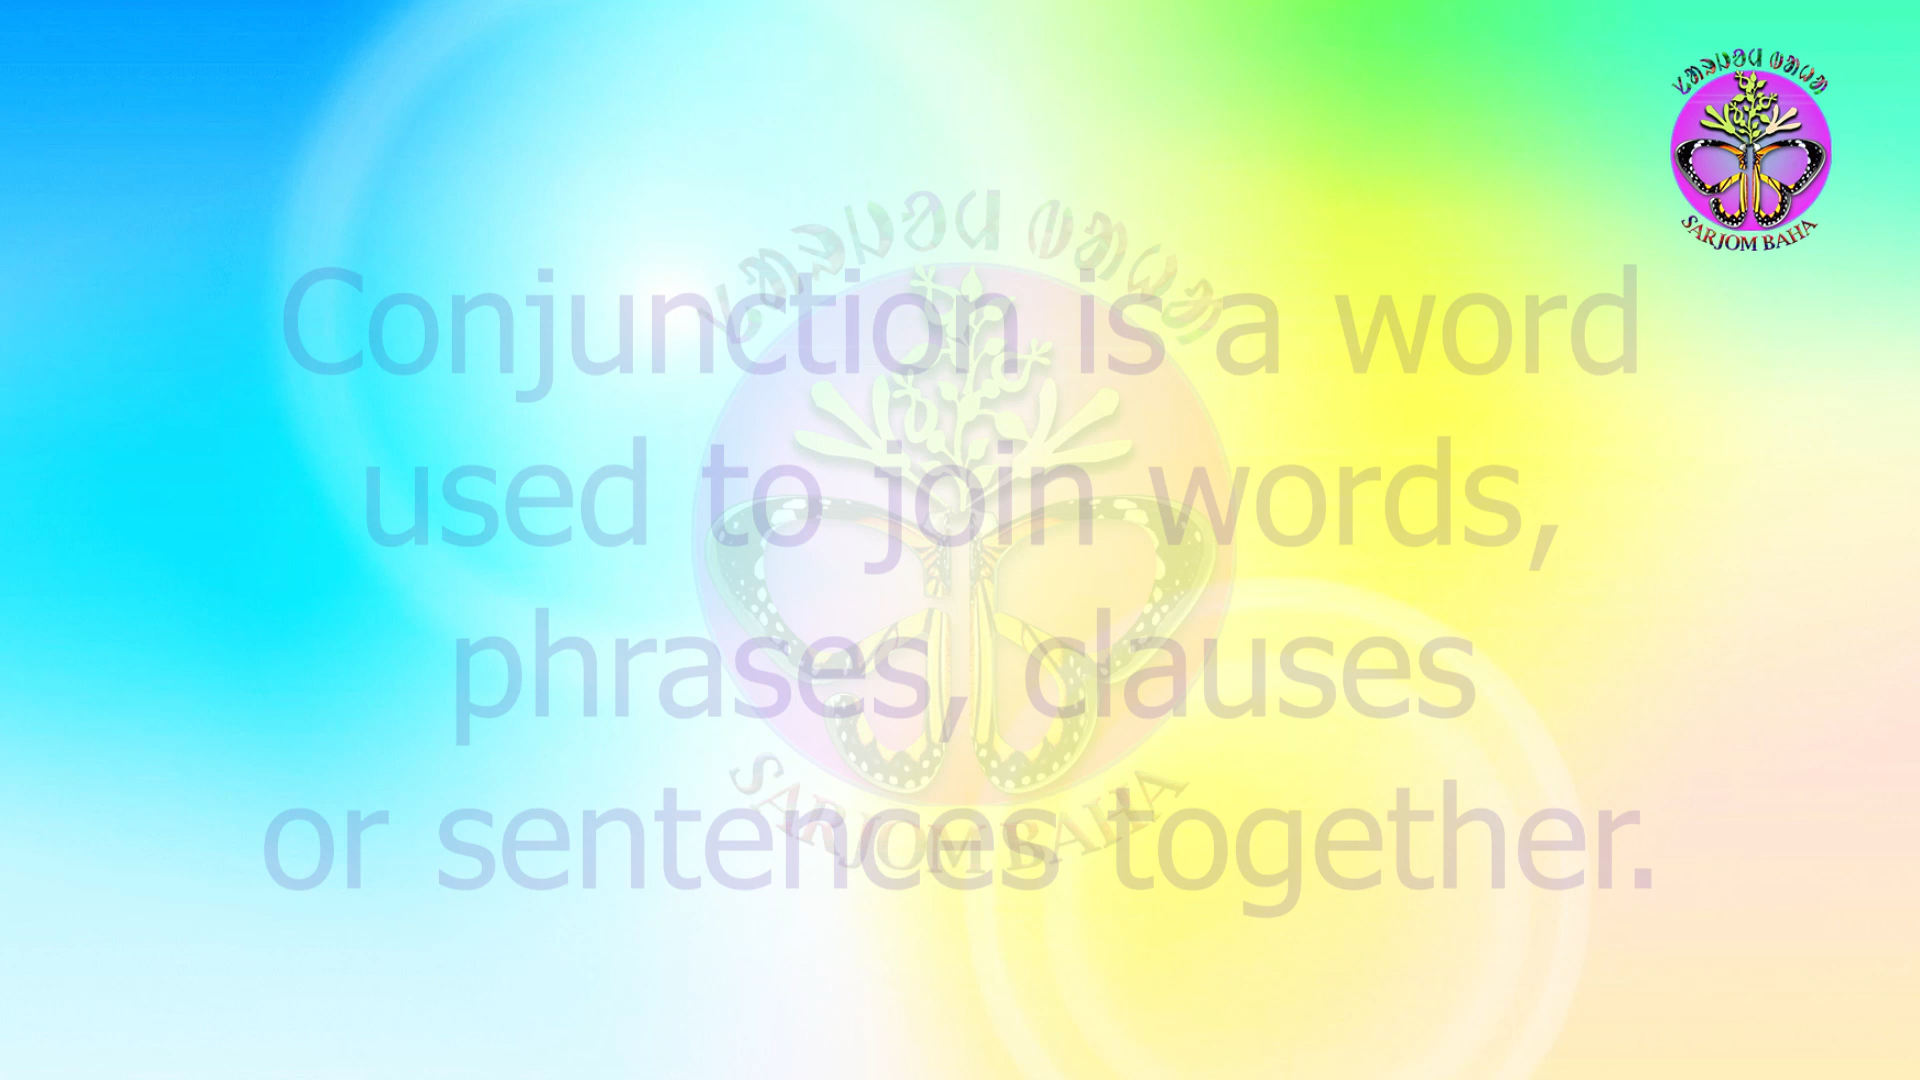 Conjunction is a word
used to join words,
phrases, clauses
or sentences together.
SARJOM BAHA
SARJOM BAHA